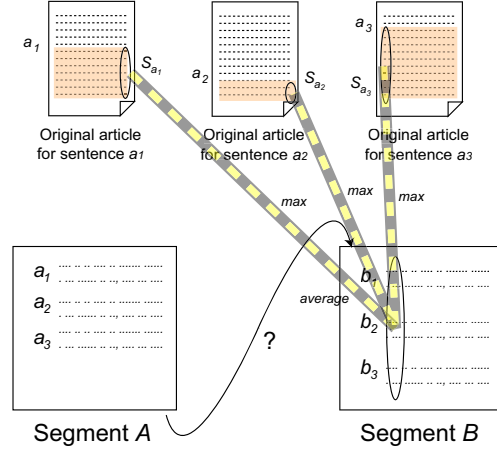 a1
Sa1
a2
Sa2
a3
Sa3
Original article
for sentence a1
Original article
for sentence a2
Original article
for sentence a3
max
max
max
average
?
a1
a2
a3
b1
b2
b3
Segment A
Segment B